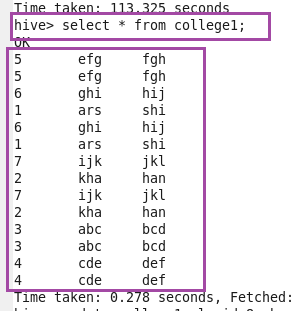 Time taken: 113.325 seconds
hive> select * from college1;
OK
5 efg fgh
5 efg fgh
6 ghi hij
1 ars shi
6 ghi hij
1 ars shi
7 ijk jkl
2 kha han
7 ijk jkl
2 kha han
3 abc bcd
3 abc bcd
4 cde def
4 cde def
Time taken: 0.278 seconds, Fetched: